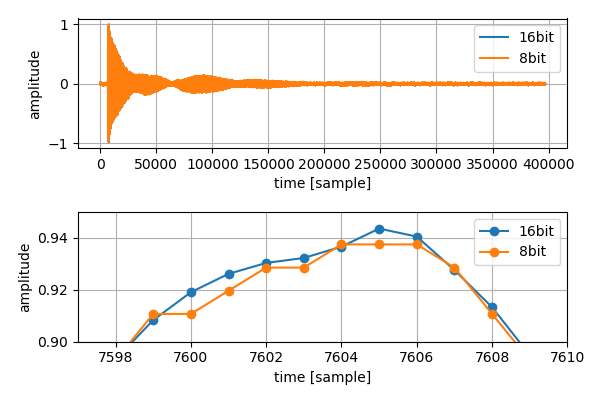 1
0
−1
amplitude
16bit
8bit
0 50000 100000 150000 200000 250000 300000 350000 400000
time [sample]
0.94
0.92
0.90
amplitude
16bit
8bit
7598 7600 7602 7604 7606 7608 7610
time [sample]